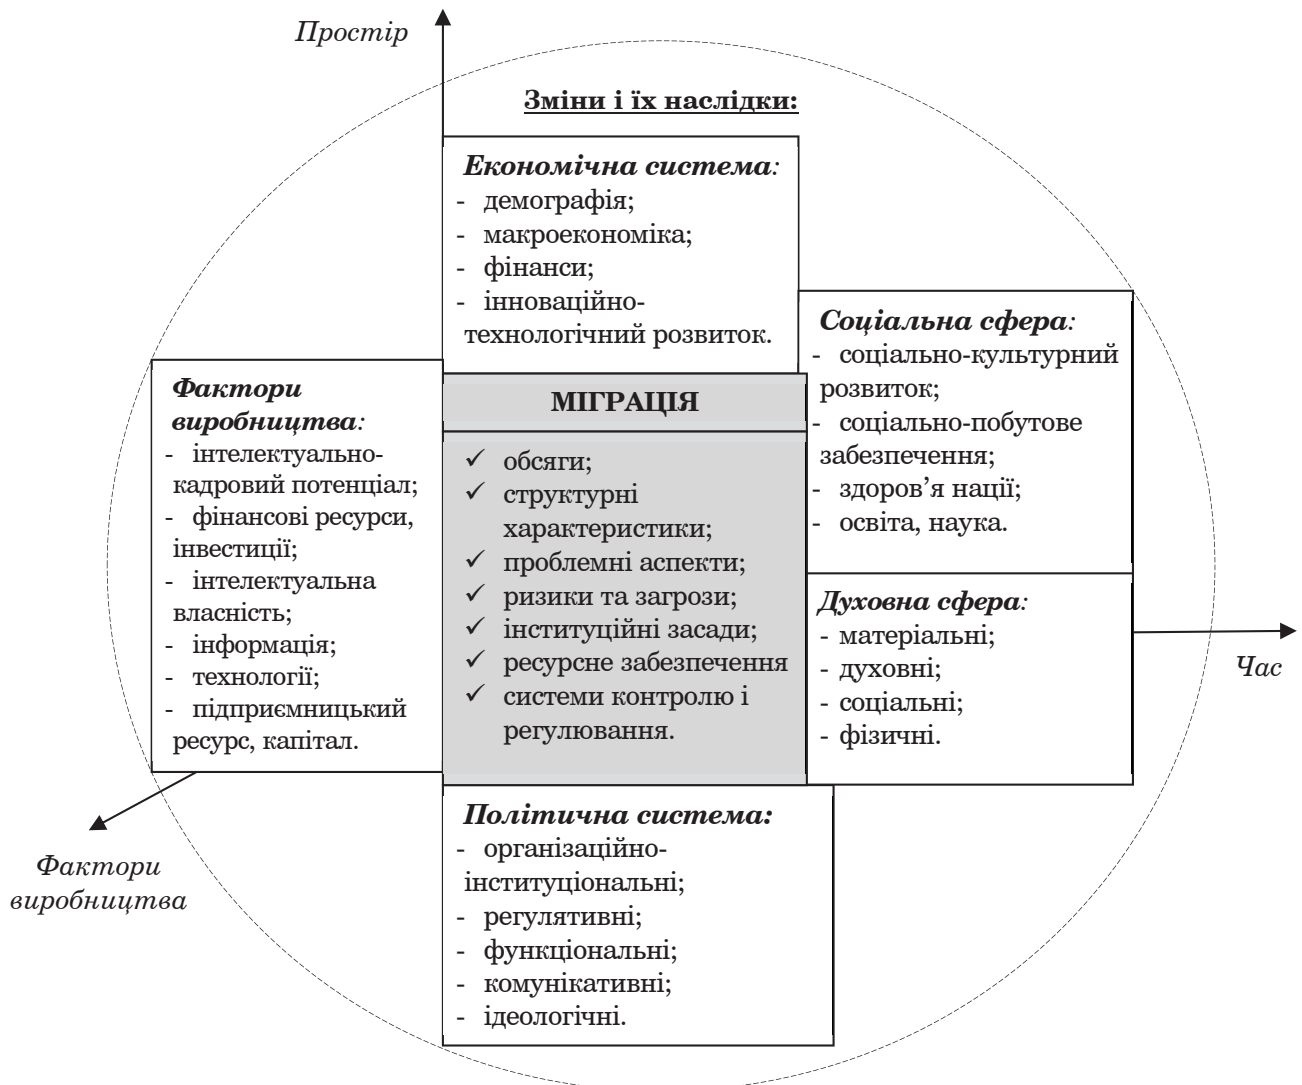 Простір
Зміни і їх наслідки:
Економічна система:
- демографія;
- макроекономіка;
- фінанси;
- інноваційно-
технологічний розвиток.
Соціальна сфера:
- соціально-культурний
розвиток;
- соціально-побутове
забезпечення;
- здоров’я нації;
- освіта, наука.
Фактори
виробництва:
- інтелектуально-
кадровий потенціал;
- фінансові ресурси,
інвестиції;
- інтелектуальна
власність;
- інформація;
- технології;
- підприємницький
ресурс, капітал.
МІГРАЦІЯ
✓ обсяги;
✓ структурні
характеристики;
✓ проблемні аспекти;
✓ ризики та загрози;
✓ інституційні засади;
✓ ресурсне забезпечення
✓ системи контролю і
регулювання.
Духовна сфера:
- матеріальні;
- духовні;
- соціальні;
- фізичні.
Час
Політична система:
- організаційно-
інституціональні;
- регулятивні;
- функціональні;
- комунікативні;
- ідеологічні.
Фактори
виробництва